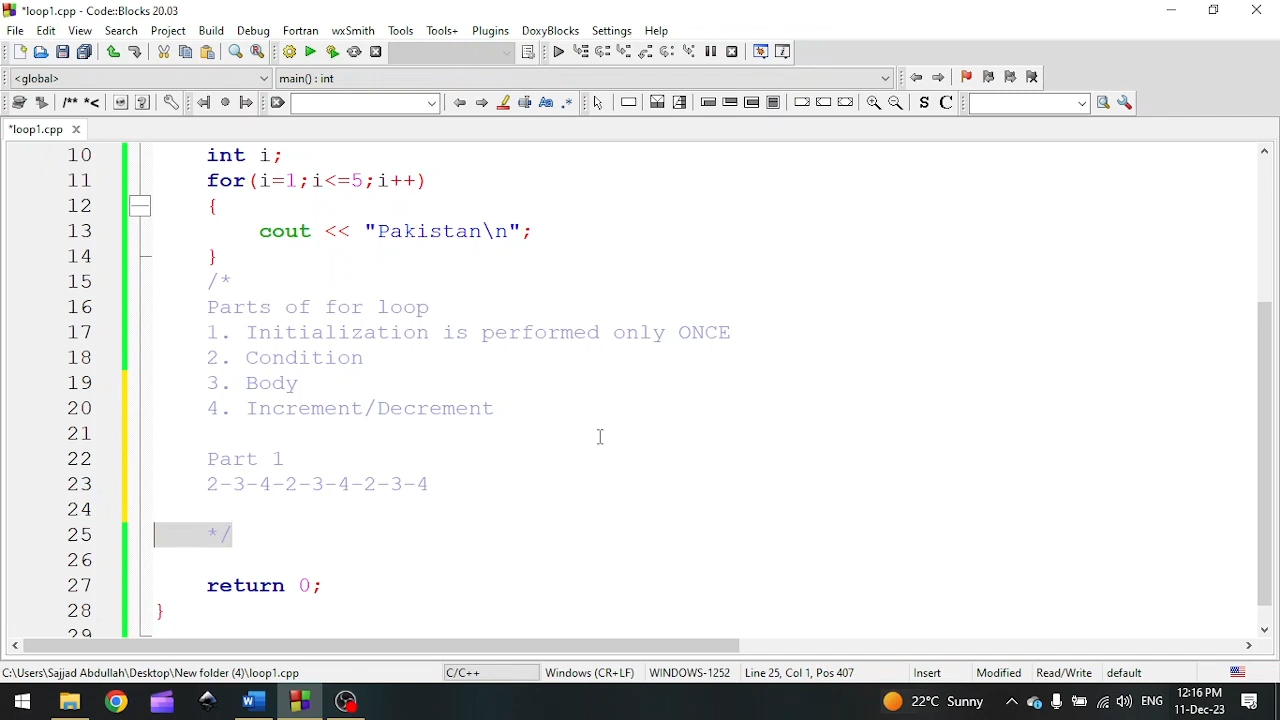 *loop1.cpp - Code::Blocks 20.03
File Edit View Search Project Build Debug Fortran wxSmith Tools Tools+ Plugins DoxyBlocks Settings Help
<global> main() : int
/** *<
S C
*loop1.cpp
10 int i;
11 for(i=1;i<=5;i++)
12 {
13 cout << "Pakistan\n";
14 }
15 /*
16 Parts of for loop
17 1. Initialization is performed only ONCE
18 2. Condition
19 3. Body
20 4. Increment/Decrement
21
22 Part 1
23 2-3-4-2-3-4-2-3-4
24
25 */
26
27 return 0;
28 }
29
C:\Users\Sajjad Abdullah\Desktop\New folder (4)\loop1.cpp C/C++ Windows (CR+LF) WINDOWS-1252 Line 25, Col 1, Pos 407 Insert Modified Read/Write default
22°C Sunny ENG 12:16 PM
11-Dec-23